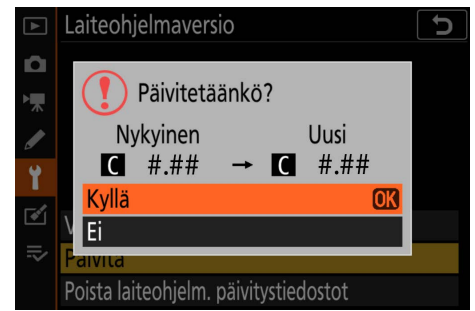 Laiteohjelmaversio
Päivitetäänkö?
Nykyinen Uusi
C #.## → C #.##
Kyllä OK
Ei
Päivitä
Poista laiteohjelm. päivitystiedostot